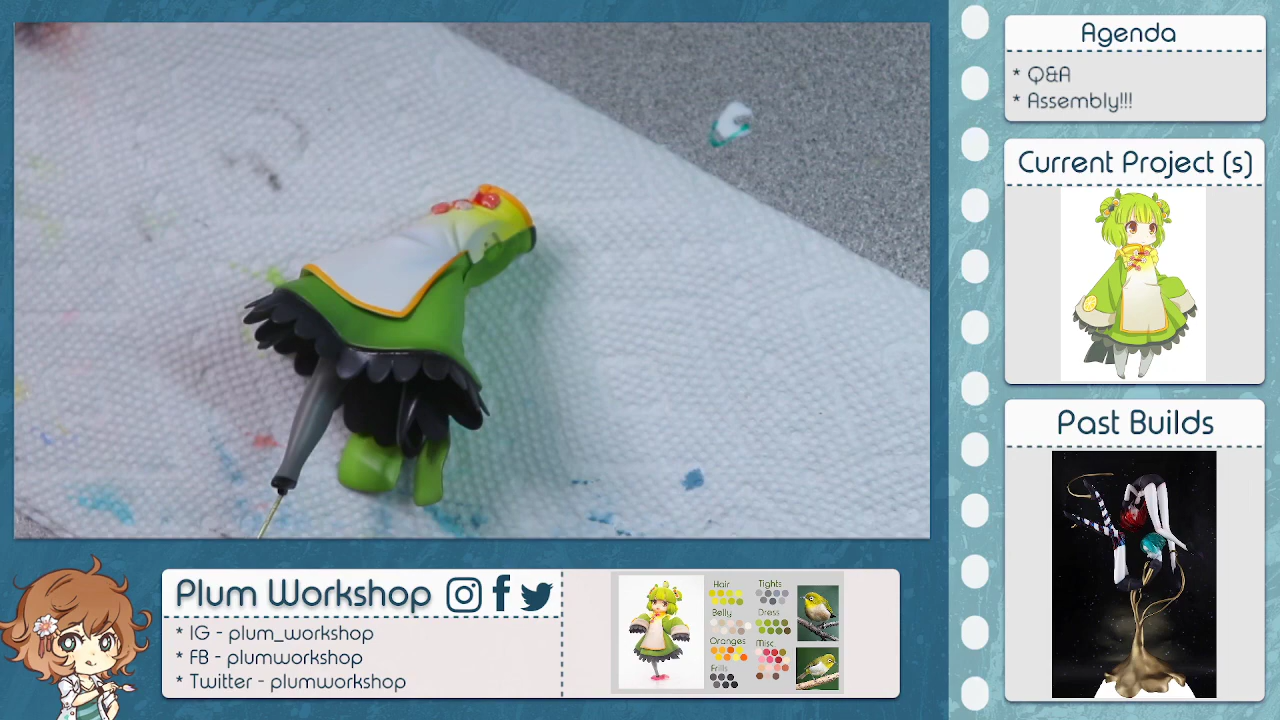 Agenda
* Q&A
* Assembly!!!
Current Project (s)
Past Builds
Plum Workshop
* IG - plum_workshop
* FB - plumworkshop
* Twitter - plumworkshop
Hair
Tights
Belly
Dress
Oranges
Misc
Frills